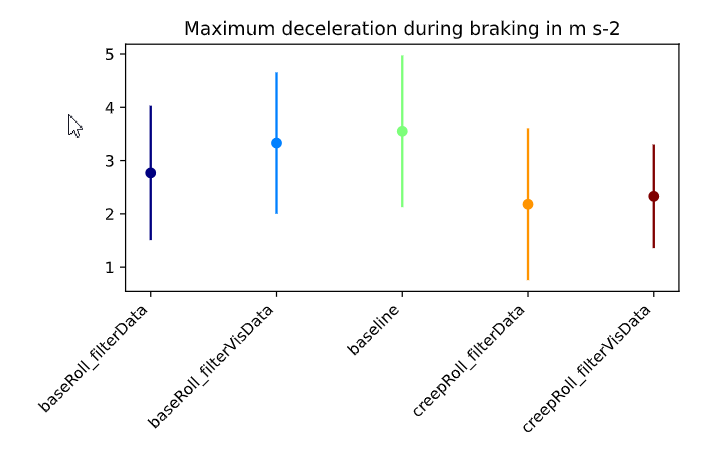 Maximum deceleration during braking in m s-2
5
4
3
2
1
baseRoll_filterData
baseRoll_filterVisData
baseline
creepRoll_filterData
creepRoll_filterVisData